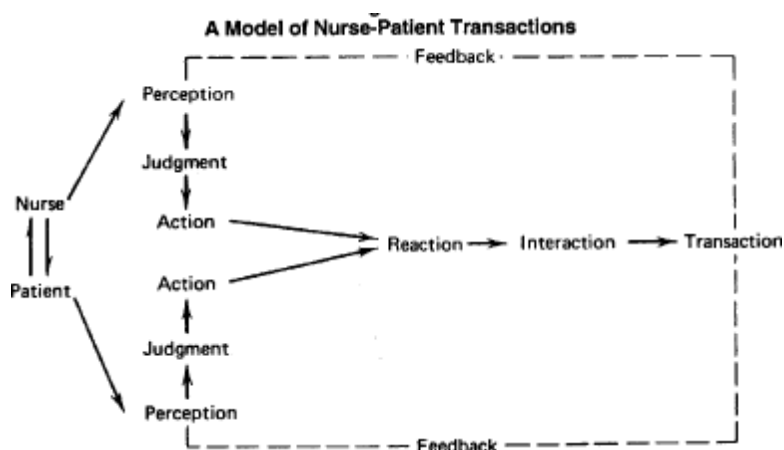 A Model of Nurse-Patient Transactions
Feedback
Perception
Judgment
Nurse
Action
Reaction
Interaction
Transaction
Action
Patient
Judgment
Perception
Feedback